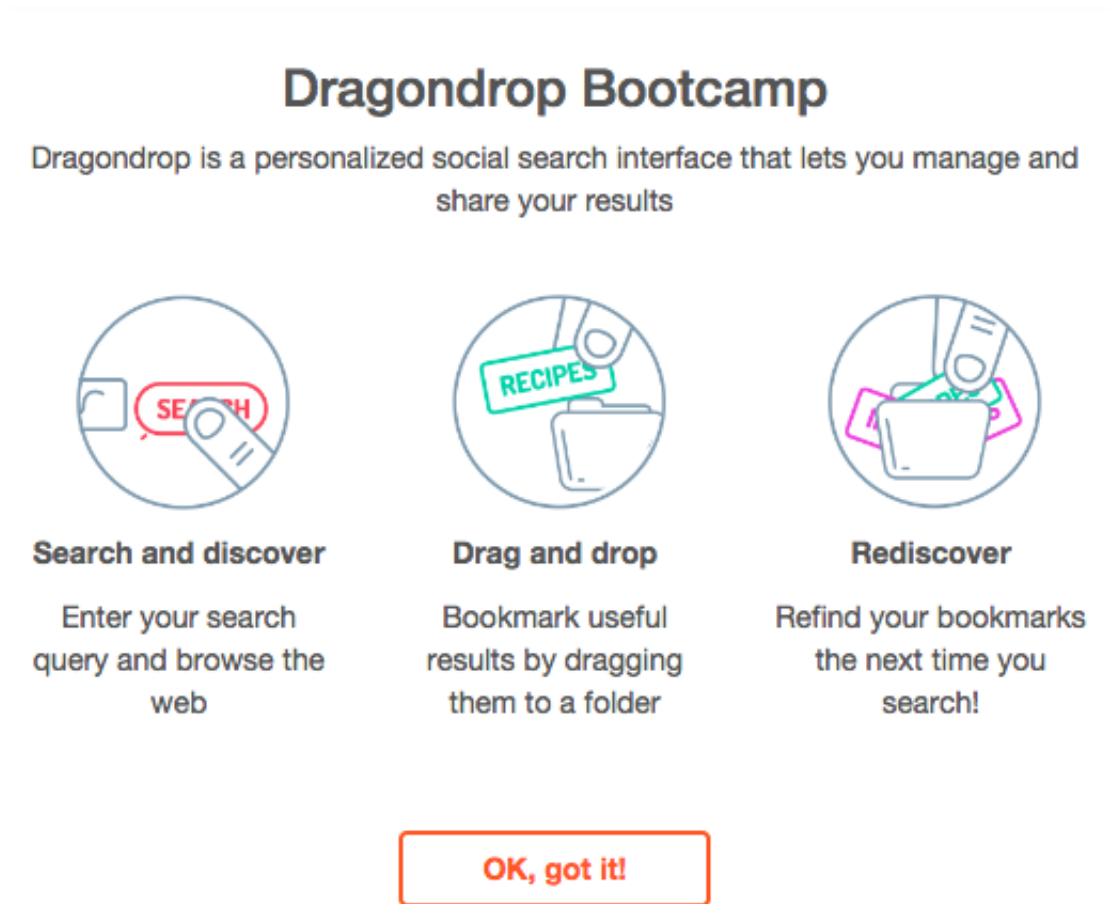 Dragondrop Bootcamp
Dragondrop is a personalized social search interface that lets you manage and
share your results
RECIPES
Search and discover
Enter your search
query and browse the
web
Drag and drop
Bookmark useful
results by dragging
them to a folder
Rediscover
Refind your bookmarks
the next time you
search!
OK, got it!